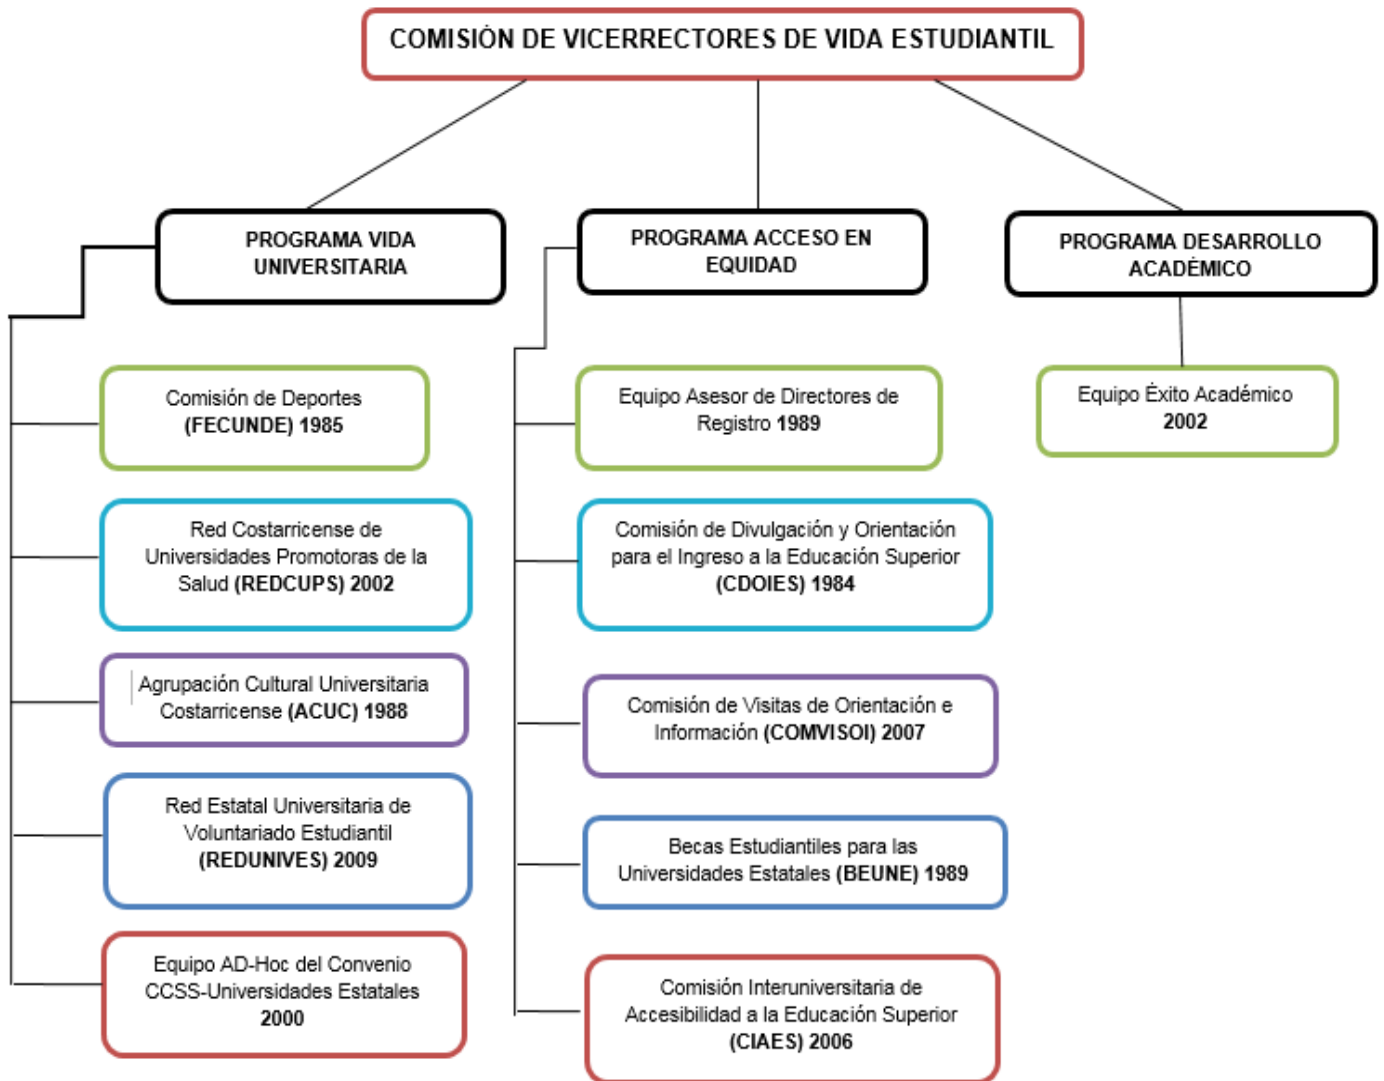 COMISIÓN DE VICERRECTORES DE VIDA ESTUDIANTIL
PROGRAMA VIDA
UNIVERSITARIA
Comisión de Deportes
(FECUNDE) 1985
Red Costarricense de
Universidades Promotoras de la
Salud (REDCUPS) 2002
Agrupación Cultural Universitaria
Costarricense (ACUC) 1988
Red Estatal Universitaria de
Voluntariado Estudiantil
(REDUNIVES) 2009
Equipo AD-Hoc del Convenio
CCSS-Universidades Estatales
2000
PROGRAMA ACCESO EN
EQUIDAD
Equipo Asesor de Directores de
Registro 1989
Comisión de Divulgación y Orientación
para el Ingreso a la Educación Superior
(CDOIES) 1984
Comisión de Visitas de Orientación e
Información (COMVISOI) 2007
Becas Estudiantiles para las
Universidades Estatales (BEUNE) 1989
Comisión Interuniversitaria de
Accesibilidad a la Educación Superior
(CIAES) 2006
PROGRAMA DESARROLLO
ACADÉMICO
Equipo Éxito Académico
2002